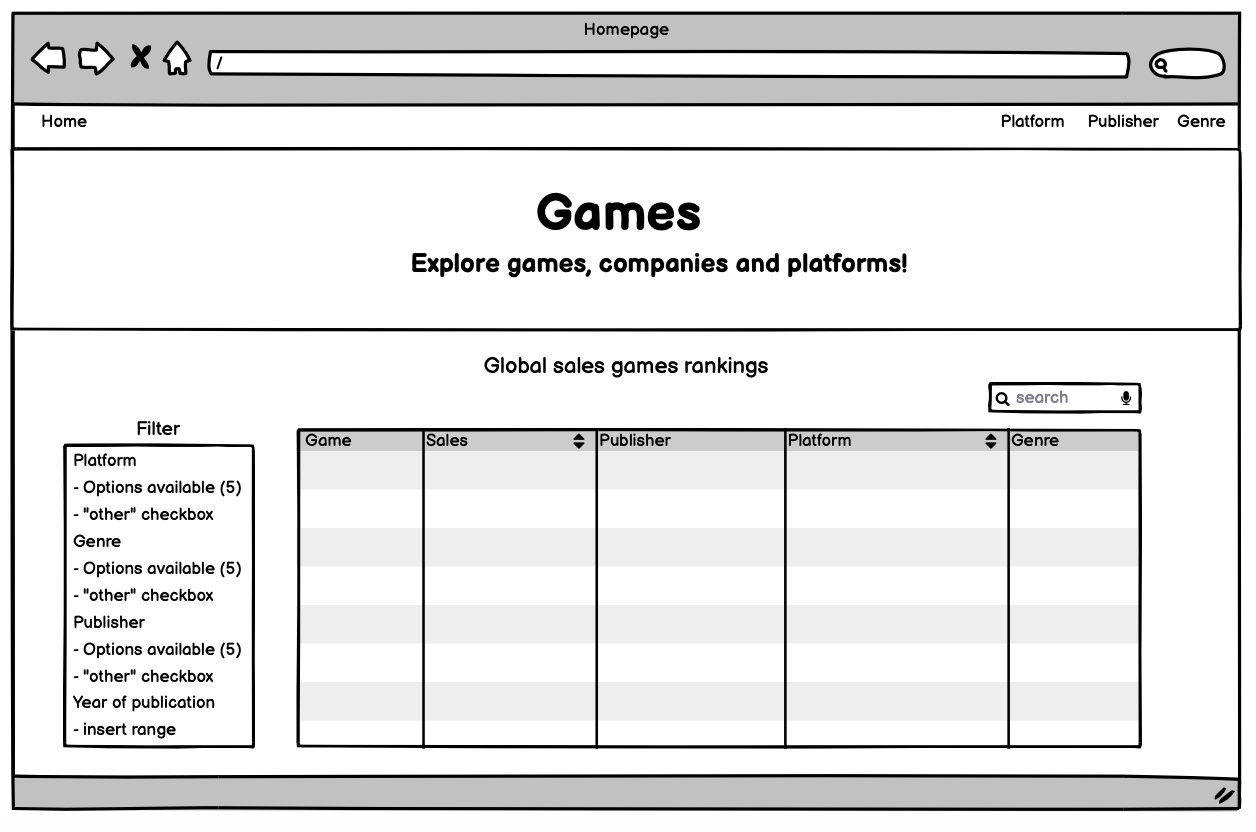 Homepage
/
Home Platform Publisher Genre
Games
Explore games, companies and platforms!
Global sales games rankings
search
Filter
Game Sales Publisher Platform Genre
Platform
- Options available (5)
- "other" checkbox
Genre
- Options available (5)
- "other" checkbox
Publisher
- Options available (5)
- "other" checkbox
Year of publication
- insert range